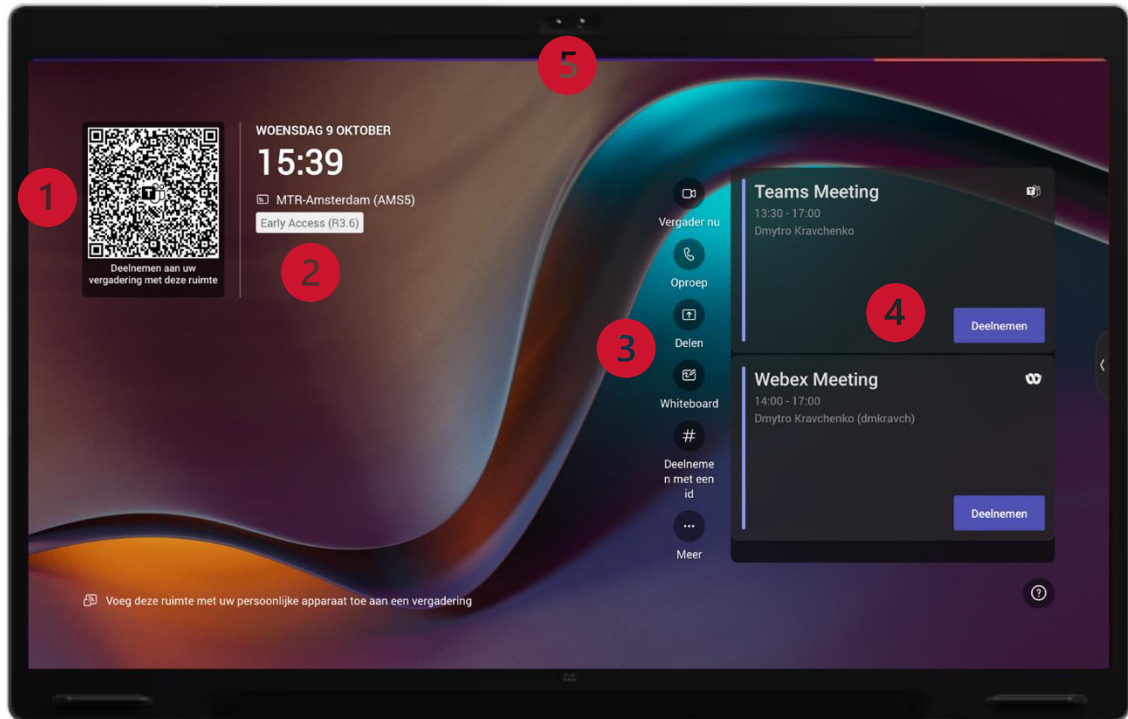 5
1
Deelnemen aan uw
vergadering met deze ruimte
WOENSDAG 9 OKTOBER
15:39
MTR-Amsterdam (AMS5)
Early Access (R3.6)
2
3
Vergader nu
Oproep
Delen
Whiteboard
#
Deelneme
n met een
id
Meer
Teams Meeting
13:30 - 17:00
Dmytro Kravchenko
4
Deelnemen
Webex Meeting
14:00 - 17:00
Dmytro Kravchenko (dmkravch)
Deelnemen
Voeg deze ruimte met uw persoonlijke apparaat toe aan een vergadering
?